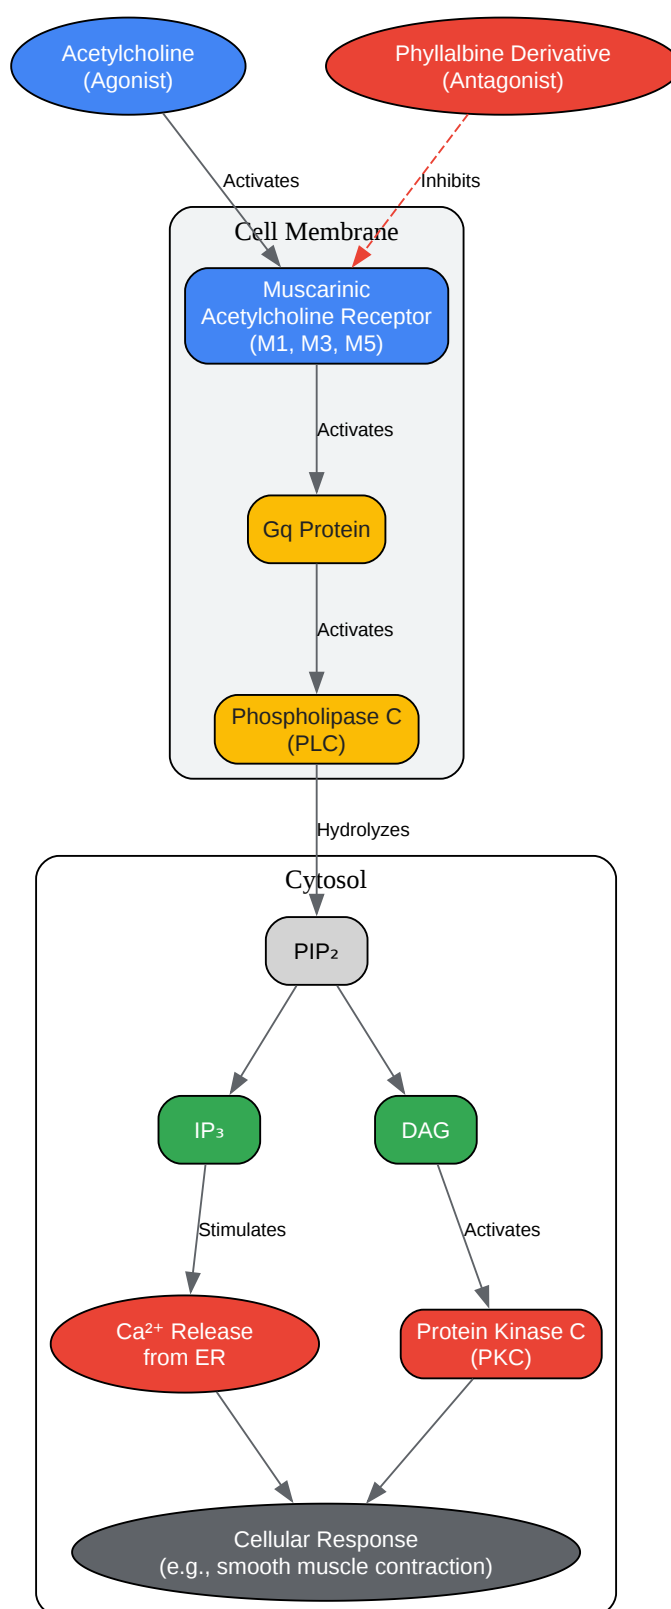 Acetylcholine
(Agonist)
Phyllalbine Derivative
(Antagonist)
Activates
Inhibits
Cell Membrane
Muscarinic
Acetylcholine Receptor
(M1, M3, M5)
Activates
Gq Protein
Activates
Phospholipase C
(PLC)
Hydrolyzes
Cytosol
PIP₂
IP₃
DAG
Stimulates
Activates
Ca²⁺ Release
from ER
Protein Kinase C
(PKC)
Cellular Response
(e.g., smooth muscle contraction)